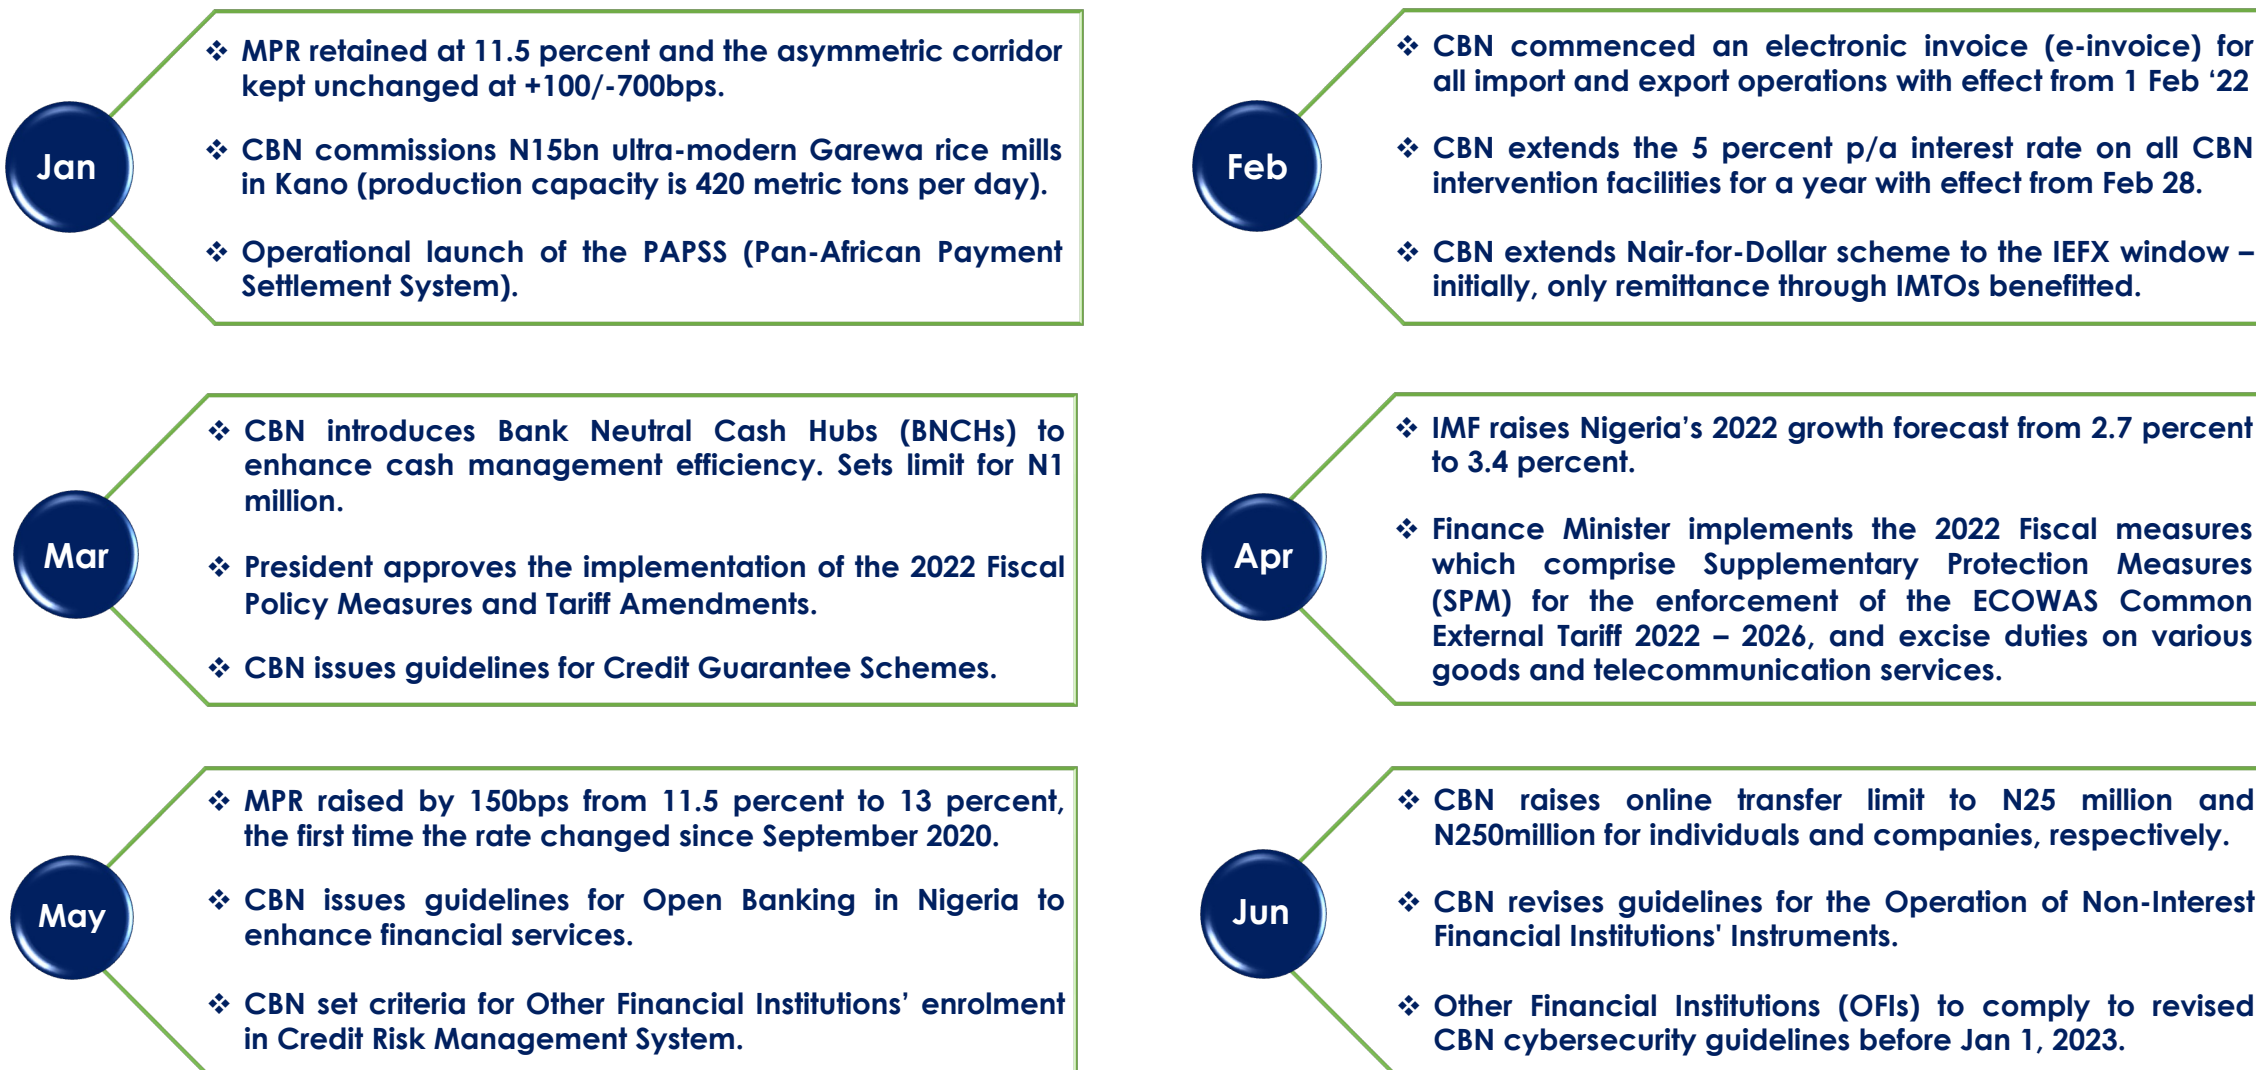 Jan
❖ MPR retained at 11.5 percent and the asymmetric corridor
kept unchanged at +100/-700bps.
❖ CBN commissions N15bn ultra-modern Garewa rice mills
in Kano (production capacity is 420 metric tons per day).
❖ Operational launch of the PAPSS (Pan-African Payment
Settlement System).
Feb
❖ CBN commenced an electronic invoice (e-invoice) for
all import and export operations with effect from 1 Feb ‘22
❖ CBN extends the 5 percent p/a interest rate on all CBN
intervention facilities for a year with effect from Feb 28.
❖ CBN extends Nair-for-Dollar scheme to the IEFX window –
initially, only remittance through IMTOs benefitted.
Mar
❖ CBN introduces Bank Neutral Cash Hubs (BNCHs) to
enhance cash management efficiency. Sets limit for N1
million.
❖ President approves the implementation of the 2022 Fiscal
Policy Measures and Tariff Amendments.
❖ CBN issues guidelines for Credit Guarantee Schemes.
Apr
❖ IMF raises Nigeria’s 2022 growth forecast from 2.7 percent
to 3.4 percent.
❖ Finance Minister implements the 2022 Fiscal measures
which comprise Supplementary Protection Measures
(SPM) for the enforcement of the ECOWAS Common
External Tariff 2022 – 2026, and excise duties on various
goods and telecommunication services.
May
❖ MPR raised by 150bps from 11.5 percent to 13 percent,
the first time the rate changed since September 2020.
❖ CBN issues guidelines for Open Banking in Nigeria to
enhance financial services.
❖ CBN set criteria for Other Financial Institutions’ enrolment
in Credit Risk Management System.
Jun
❖ CBN raises online transfer limit to N25 million and
N250million for individuals and companies, respectively.
❖ CBN revises guidelines for the Operation of Non-Interest
Financial Institutions' Instruments.
❖ Other Financial Institutions (OFIs) to comply to revised
CBN cybersecurity guidelines before Jan 1, 2023.